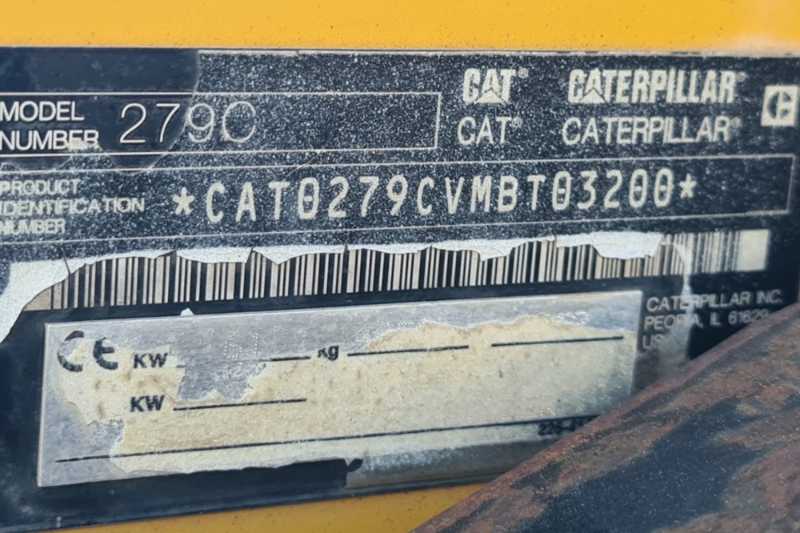 CAT® CATERPILLAR® C
MODEL NUMBER 279C CAT® CATERPILLAR®
PRODUCT
IDENTIFICATION *CAT0279CVMBT03200*
NUMBER
CATERPILLAR INC.
PEORIA, IL 61629
CE KW kg
KW